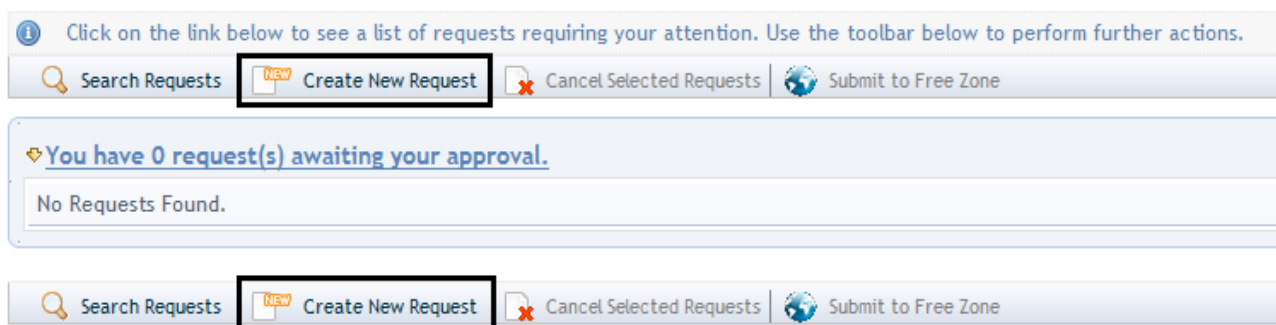 Click on the link below to see a list of requests requiring your attention. Use the toolbar below to perform further actions.
Search Requests NEW Create New Request Cancel Selected Requests Submit to Free Zone
You have 0 request(s) awaiting your approval.
No Requests Found.
Search Requests NEW Create New Request Cancel Selected Requests Submit to Free Zone